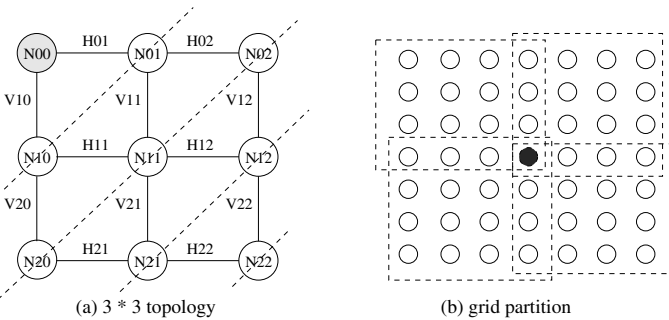 N00 H01 N01 H02 N02
V10 V11 V12
N10 H11 N11 H12 N12
V20 V21 V22
N20 H21 N21 H22 N22
(a) 3 * 3 topology
(b) grid partition